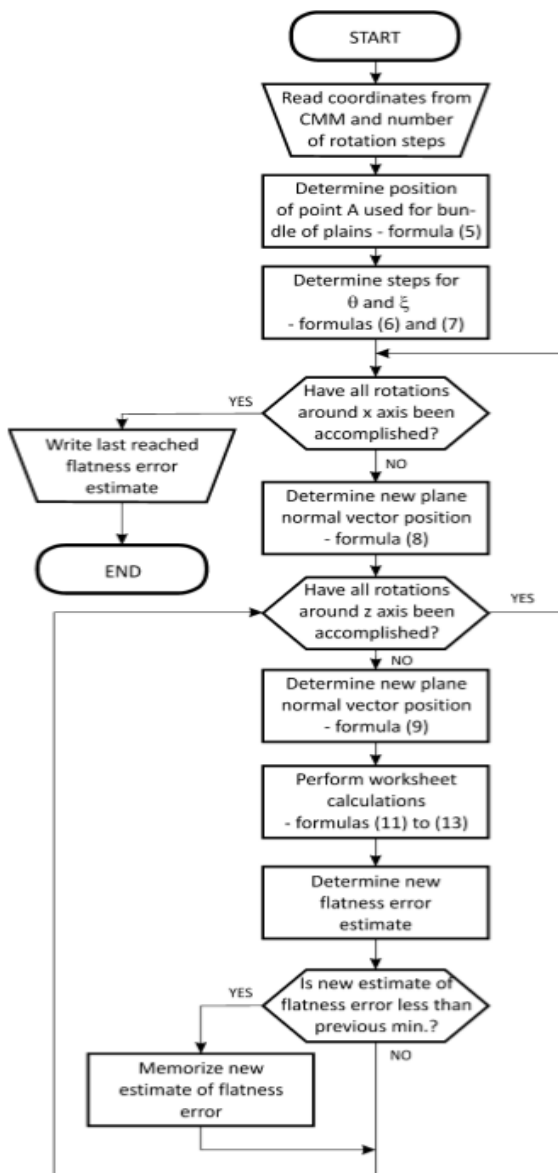 START
Read coordinates from
CMM and number
of rotation steps
Determine position
of point A used for bun-
dle of plains - formula (5)
Determine steps for
θ and ξ
- formulas (6) and (7)
Have all rotations
around x axis been
accomplished?
YES
NO
Write last reached
flatness error
estimate
END
Determine new plane
normal vector position
- formula (8)
Have all rotations
around z axis been
accomplished?
YES
NO
Determine new plane
normal vector position
- formula (9)
Perform worksheet
calculations
- formulas (11) to (13)
Determine new
flatness error
estimate
Is new estimate of
flatness error less than
previous min.?
YES
NO
Memorize new
estimate of flatness
error